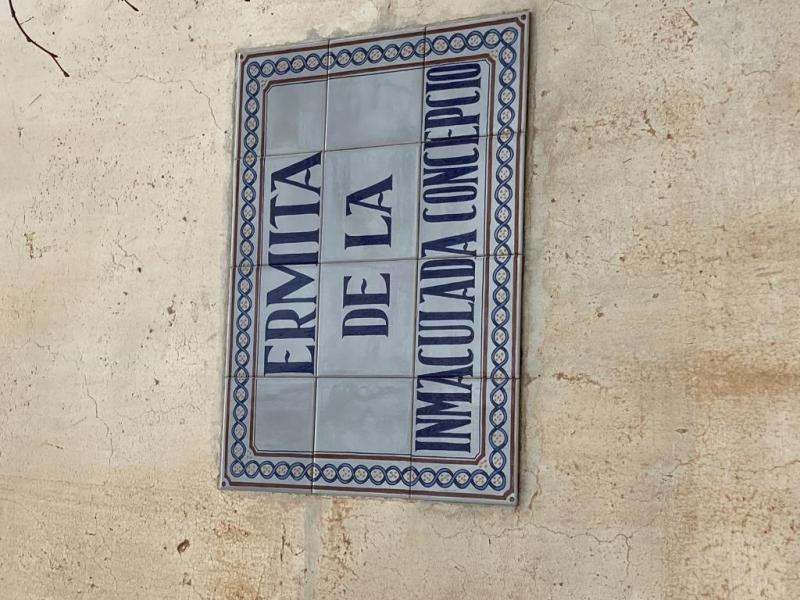 ERMITA
DE LA
INMACULADA CONCEPCIO